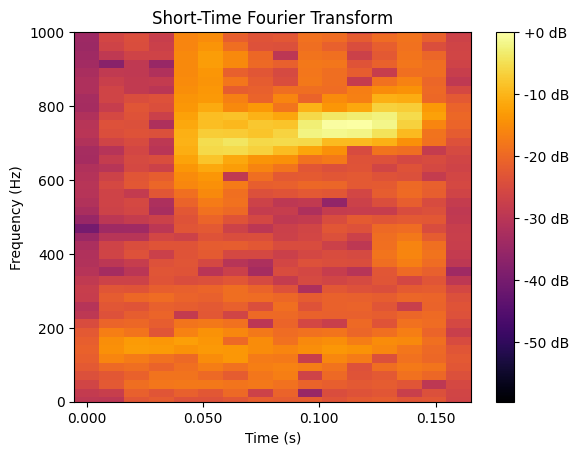 Short-Time Fourier Transform
Frequency (Hz)
1000
800
600
400
200
0
0.000
0.050
0.100
0.150
Time (s)
+0 dB
-10 dB
-20 dB
-30 dB
-40 dB
-50 dB